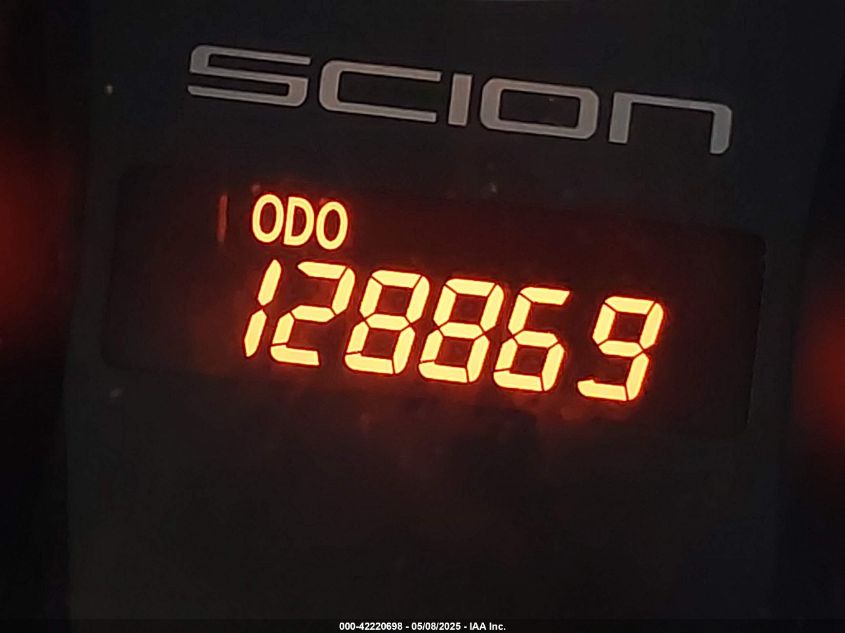 SCION
ODO
128869
000-42220698 - 05/08/2025 - IAA Inc.